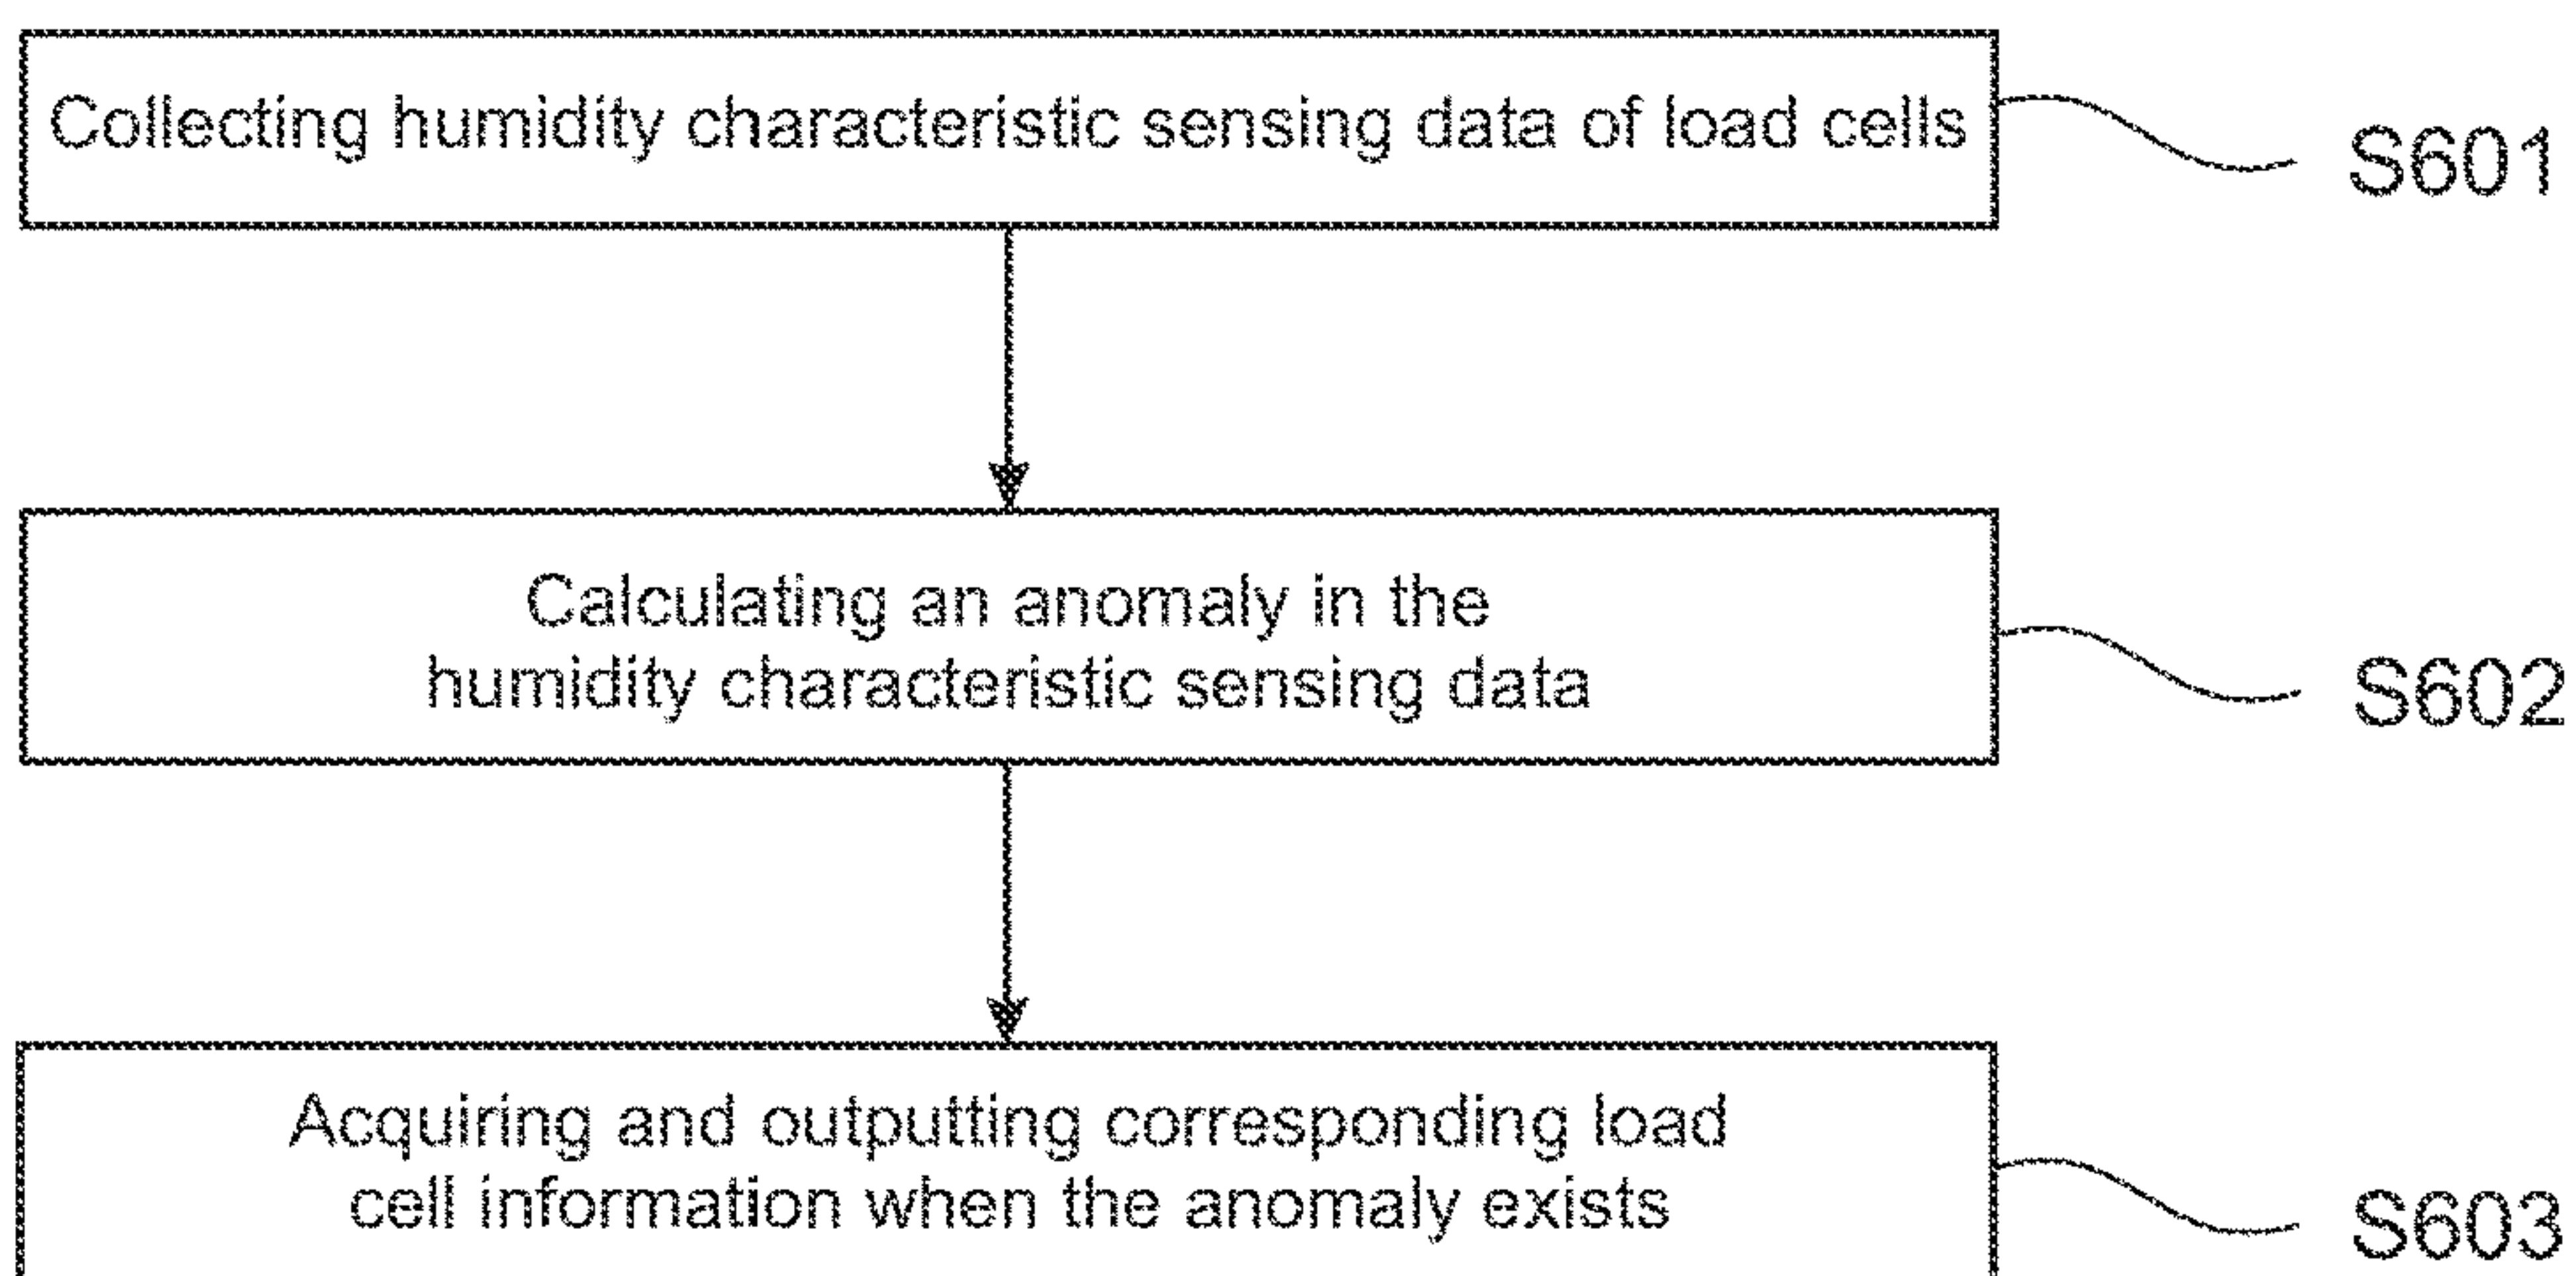 Collecting humidity characteristic sensing data of load cells
S601
Calculating an anomaly in the
humidity characteristic sensing data
S602
Acquiring and outputting corresponding load
cell information when the anomaly exists
S603